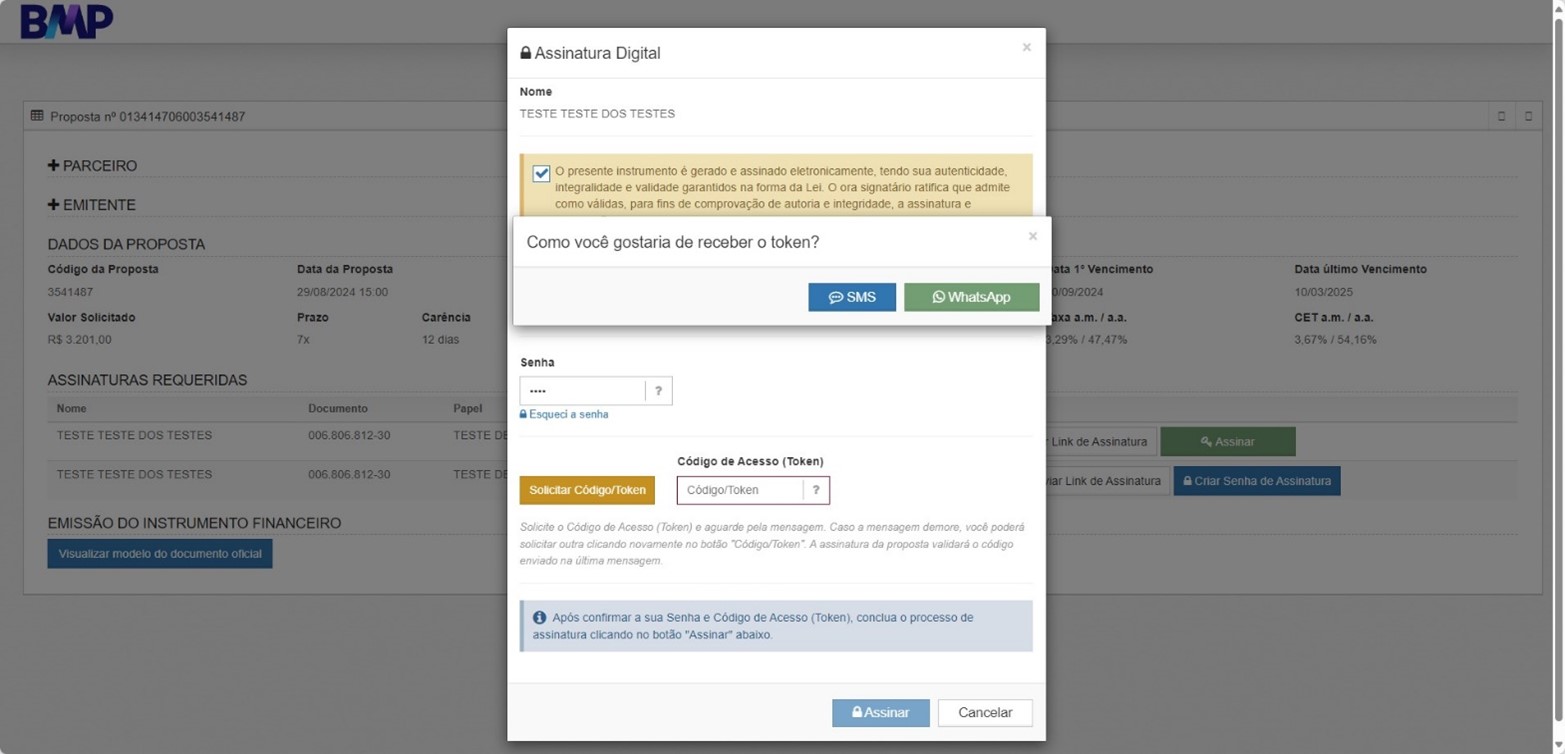 BMP
Proposta nº 013414706003541487
PARCEIRO
EMITENTE
DADOS DA PROPOSTA
Código da Proposta
Data da Proposta
3541487
29/08/2024 15:00
Valor Solicitado
Prazo
Carência
R$ 3.201,00
7x
12 dias
ASSINATURAS REQUERIDAS
Nome
Documento
Papel
TESTE TESTE DOS TESTES
006.806.812-30
TESTE
TESTE TESTE DOS TESTES
006.806.812-30
TESTE
EMISSÃO DO INSTRUMENTO FINANCEIRO
Visualizar modelo do documento oficial
Assinatura Digital
×
Nome
TESTE TESTE DOS TESTES
O presente instrumento é gerado e assinado eletronicamente, tendo sua autenticidade,
integralidade e validade garantidos na forma da Lei. O ora signatário ratifica que admite
como válidas, para fins de comprovação de autoria e integridade, a assinatura e
Como você gostaria de receber o token?
×
SMS
WhatsApp
Senha
····
?
Esqueci a senha
Código de Acesso (Token)
Solicitar Código/Token
Código/Token
?
Solicite o Código de Acesso (Token) e aguarde pela mensagem. Caso a mensagem demore, você poderá
solicitar outra clicando novamente no botão "Código/Token". A assinatura da proposta validará o código
enviado na última mensagem.
Após confirmar a sua Senha e Código de Acesso (Token), conclua o processo de
assinatura clicando no botão "Assinar" abaixo.
Assinar
Cancelar
1º Vencimento
Data último Vencimento
/09/2024
10/03/2025
a.m. / a.a.
CET a.m. / a.a.
3,29% / 47,47%
3,67% / 54,16%
Link de Assinatura
Assinar
Link de Assinatura
Criar Senha de Assinatura